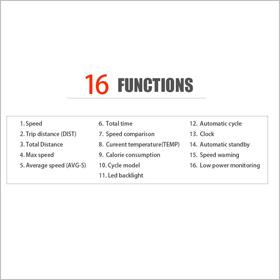 16 FUNCTIONS
1. Speed
2. Trip distance (DIST)
3. Total Distance
4. Max speed
5. Average speed (AVG-S)
6. Total time
7. Speed comparison
8. Cureent temperature(TEMP)
9. Calorie consumption
10. Cycle model
11. Led backlight
12. Automatic cycle
13. Clock
14. Automatic standby
15. Speed warning
16. Low power monitoring